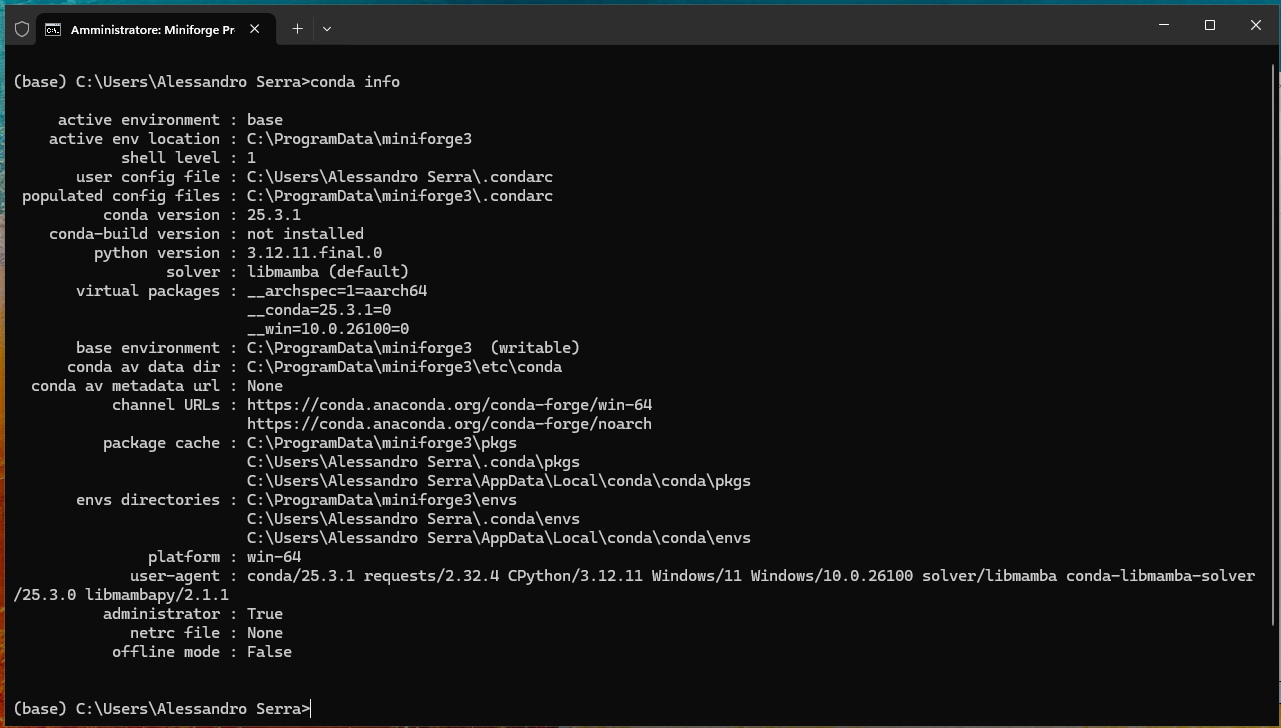 Amministratore: Miniforge Pr
(base) C:\Users\Alessandro Serra>conda info
active environment : base
active env location : C:\ProgramData\miniforge3
shell level : 1
user config file : C:\Users\Alessandro Serra\.condarc
populated config files : C:\ProgramData\miniforge3\.condarc
conda version : 25.3.1
conda-build version : not installed
python version : 3.12.11.final.0
solver : libmamba (default)
virtual packages : __archspec=1=aarch64
__conda=25.3.1=0
__win=10.0.26100=0
base environment : C:\ProgramData\miniforge3  (writable)
conda av data dir : C:\ProgramData\miniforge3\etc\conda
conda av metadata url : None
channel URLs : https://conda.anaconda.org/conda-forge/win-64
https://conda.anaconda.org/conda-forge/noarch
package cache : C:\ProgramData\miniforge3\pkgs
C:\Users\Alessandro Serra\.conda\pkgs
C:\Users\Alessandro Serra\AppData\Local\conda\conda\pkgs
envs directories : C:\ProgramData\miniforge3\envs
C:\Users\Alessandro Serra\.conda\envs
C:\Users\Alessandro Serra\AppData\Local\conda\conda\envs
platform : win-64
user-agent : conda/25.3.1 requests/2.32.4 CPython/3.12.11 Windows/11 Windows/10.0.26100 solver/libmamba conda-libmamba-solver
/25.3.0 libmambapy/2.1.1
administrator : True
netrc file : None
offline mode : False
(base) C:\Users\Alessandro Serra>